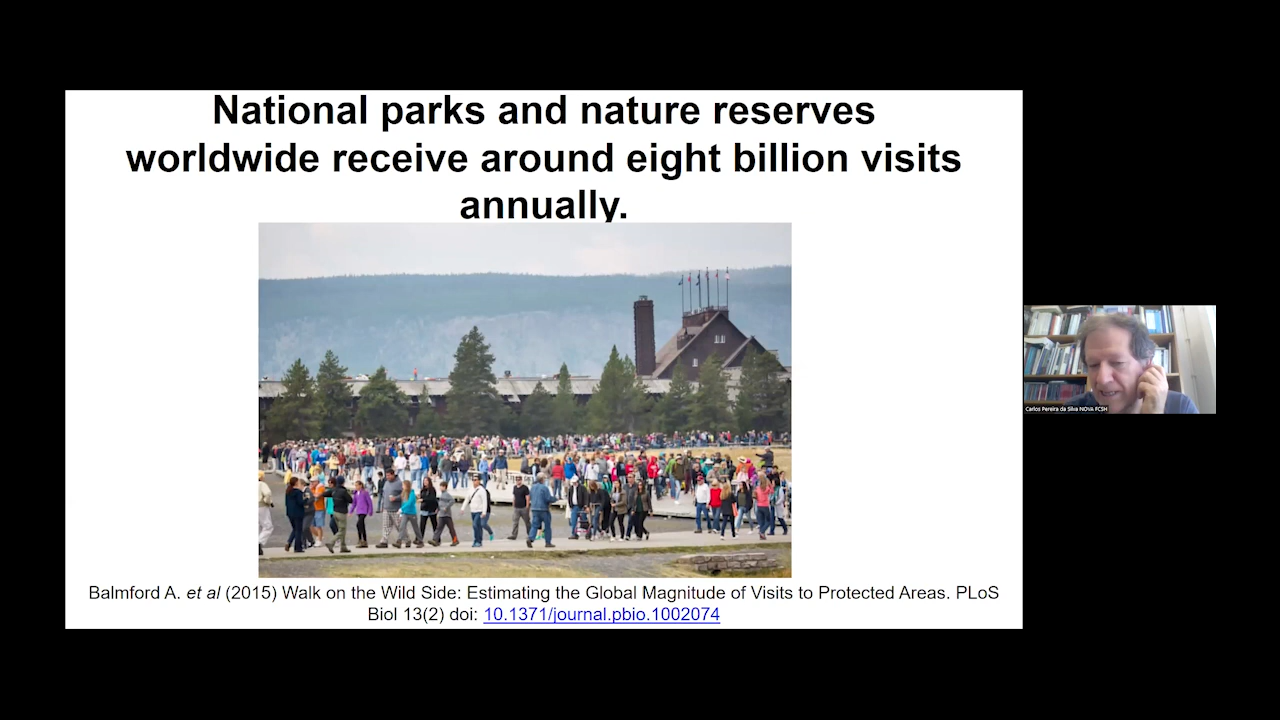 National parks and nature reserves
worldwide receive around eight billion visits
annually.
Balmford A. et al (2015) Walk on the Wild Side: Estimating the Global Magnitude of Visits to Protected Areas. PLoS
Biol 13(2) doi: 10.1371/journal.pbio.1002074
Carlos Pereira da Silva NOVA FCSH